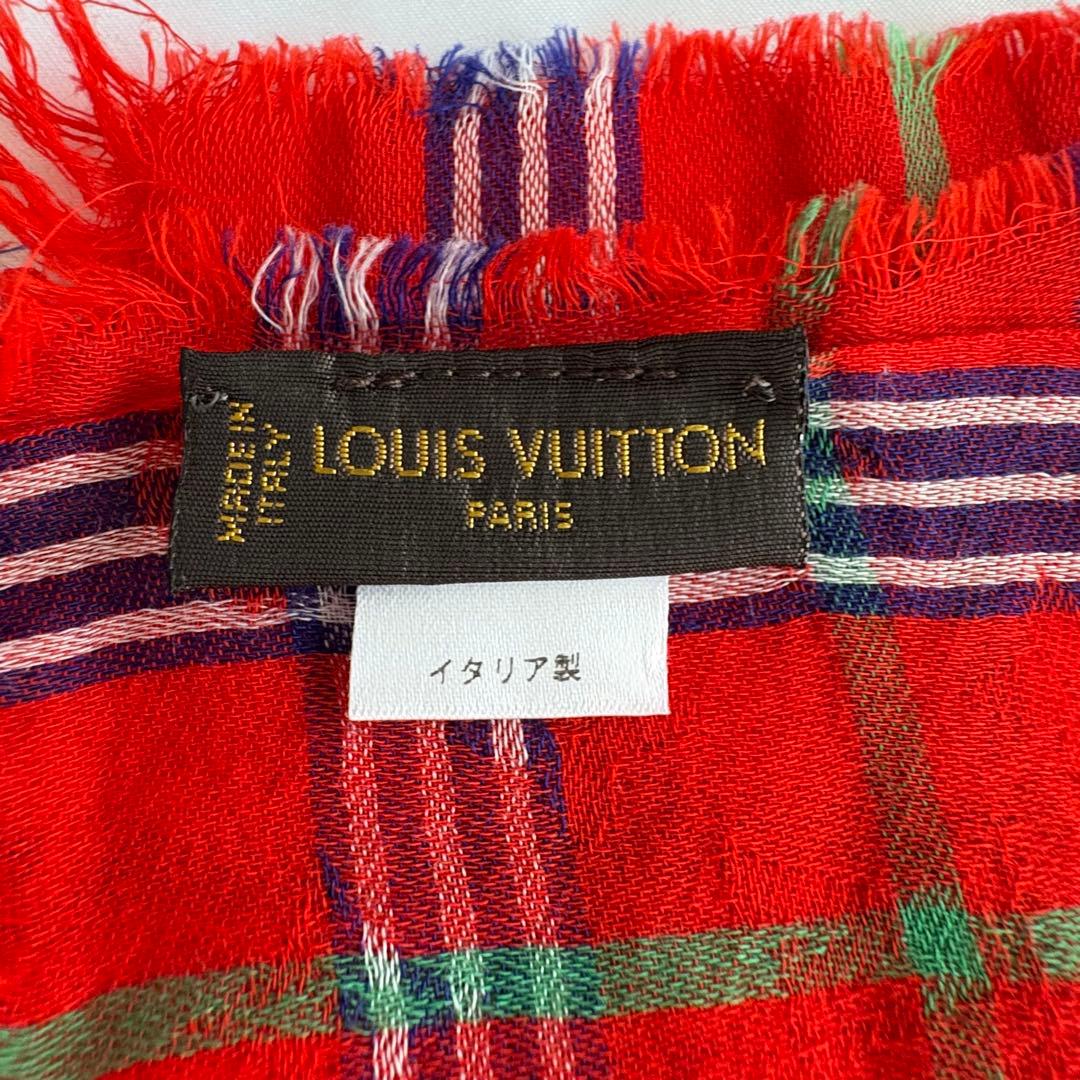 MADE IN
ITALY
LOUIS VUITTON
PARIS
イタリア製